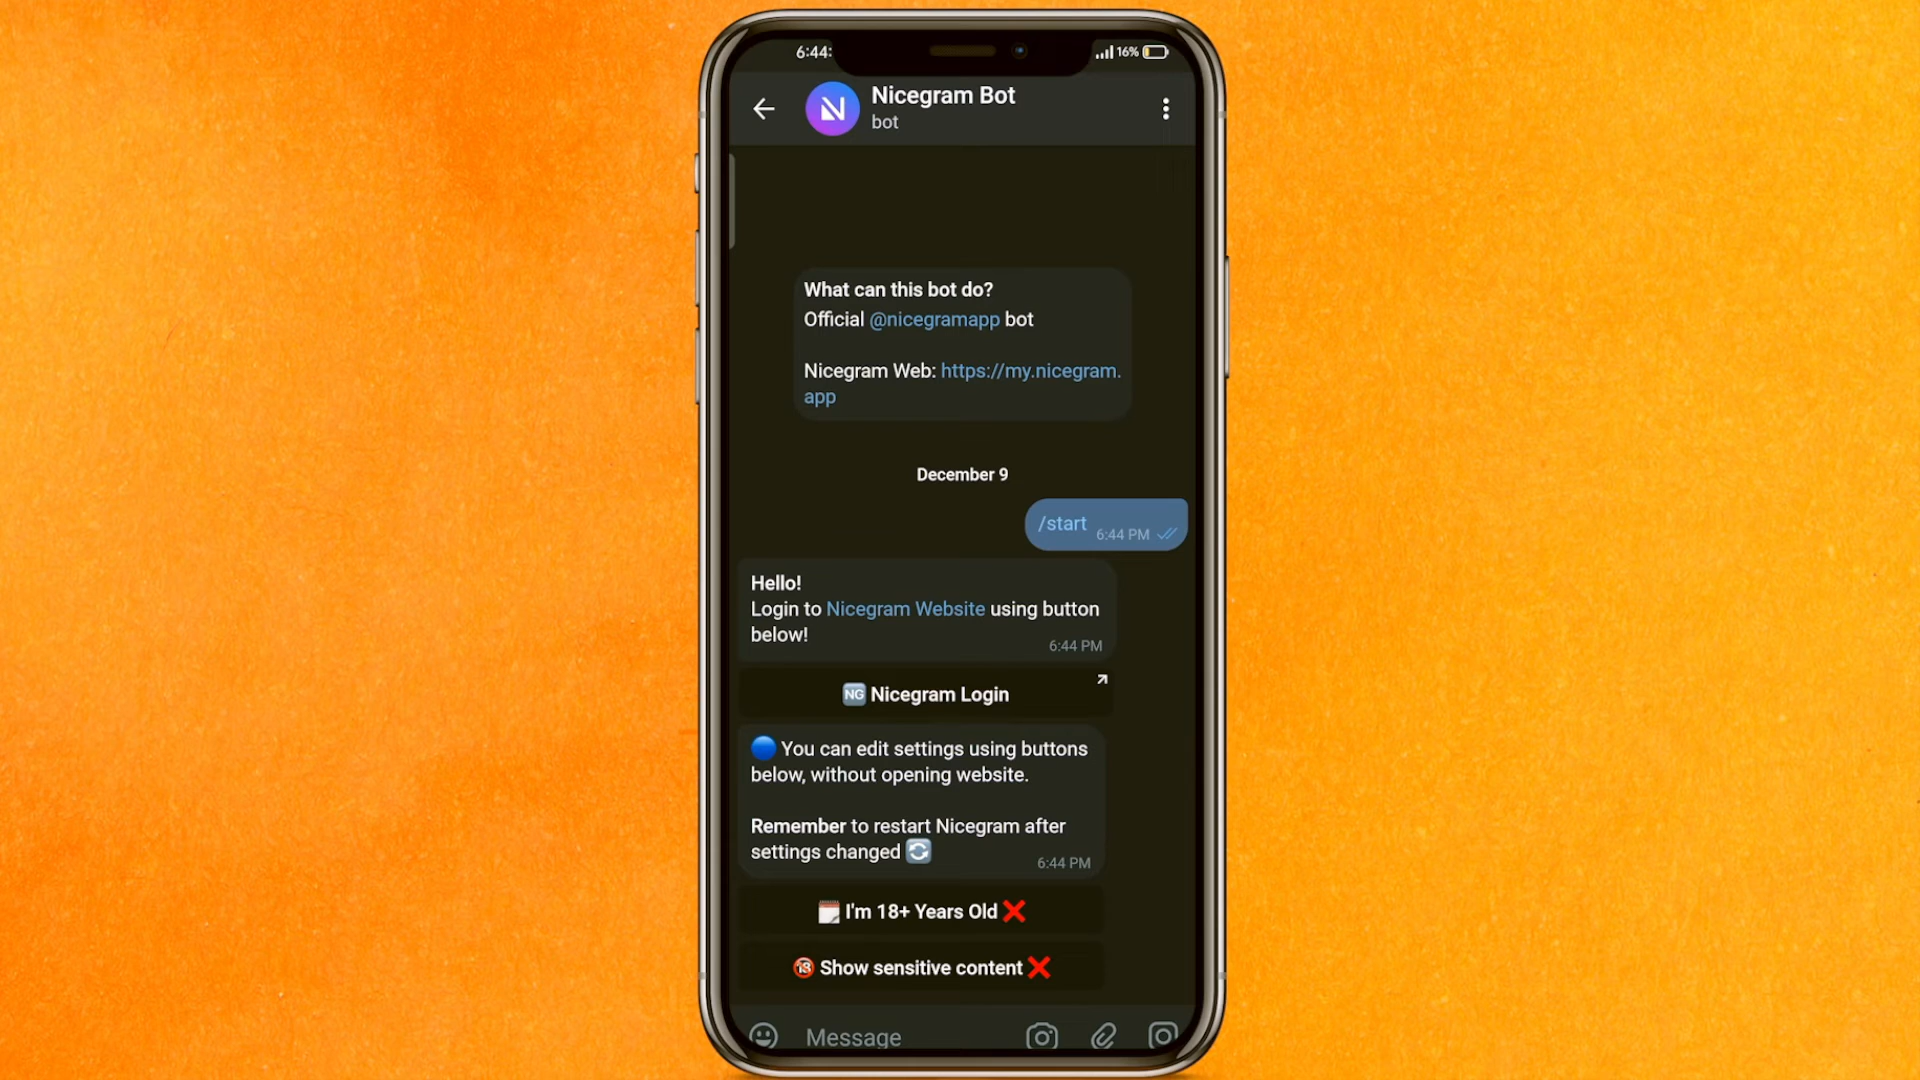 6:44:
16%
Nicegram Bot
bot
What can this bot do?
Official @nicegramapp bot
Nicegram Web: https://my.nicegram.
app
December 9
/start 6:44 PM
Hello!
Login to Nicegram Website using button
below!
6:44 PM
NG Nicegram Login
You can edit settings using buttons
below, without opening website.
Remember to restart Nicegram after
settings changed
6:44 PM
I'm 18+ Years Old
18 Show sensitive content
Message